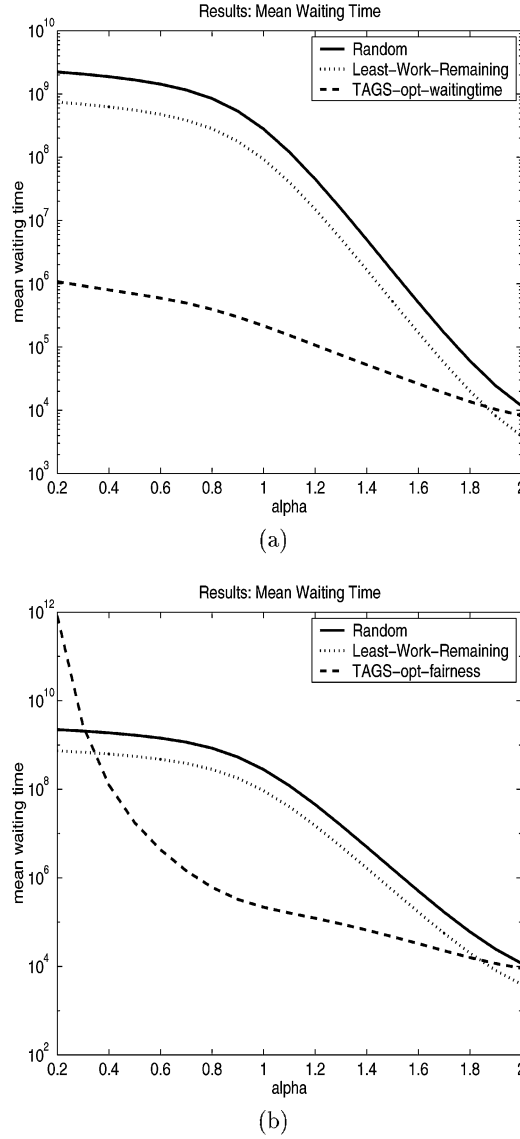 Results: Mean Waiting Time
10^10
10^9
10^8
10^7
10^6
10^5
10^4
10^3
mean waiting time
Random
Least-Work-Remaining
TAGS-opt-waitingtime
0.2 0.4 0.6 0.8 1 1.2 1.4 1.6 1.8 2
alpha
(a)
Results: Mean Waiting Time
10^12
10^10
10^8
10^6
10^4
10^2
mean waiting time
Random
Least-Work-Remaining
TAGS-opt-fairness
0.2 0.4 0.6 0.8 1 1.2 1.4 1.6 1.8 2
alpha
(b)